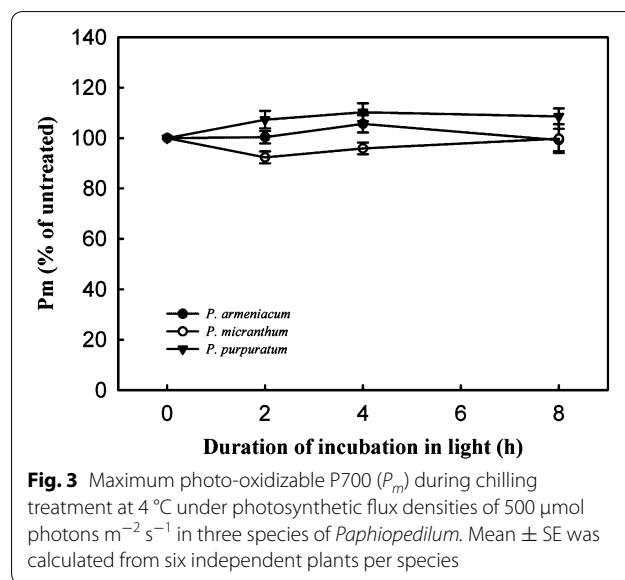 140
120
100
80
60
40
20
0
Pm (% of untreated)
P. armeniacum
P. micranthum
P. purpuratum
0 2 4 6 8
Duration of incubation in light (h)
Fig. 3 Maximum photo-oxidizable P700 (Pm) during chilling
treatment at 4 °C under photosynthetic flux densities of 500 µmol
photons m−2 s−1 in three species of Paphiopedilum. Mean ± SE was
calculated from six independent plants per species